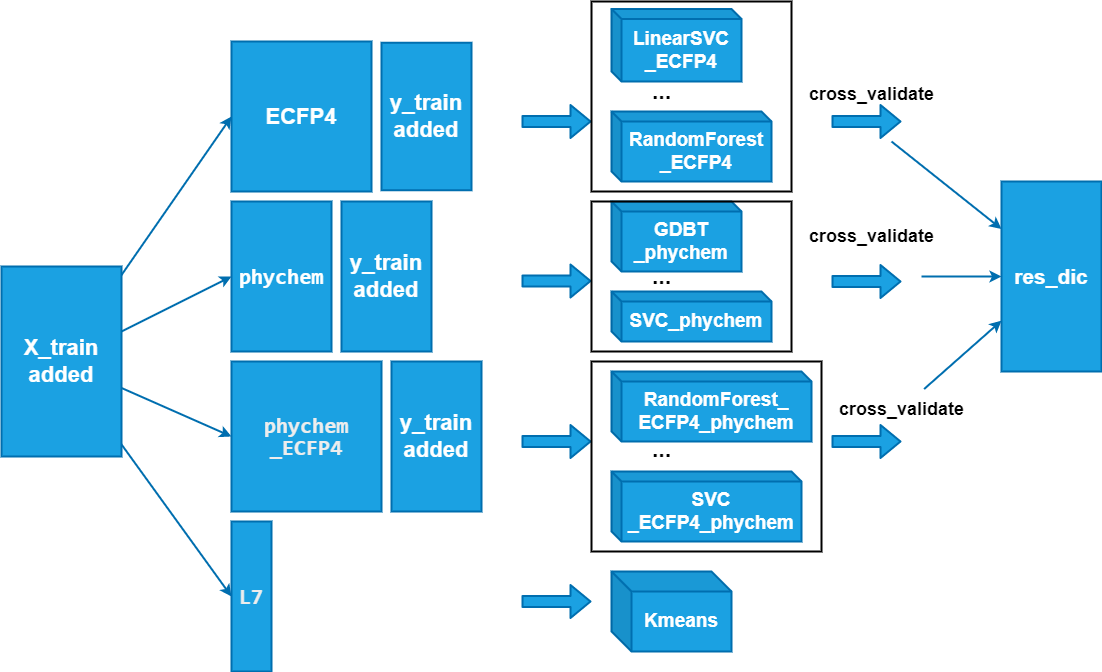 X_train
added
ECFP4
y_train
added
phychem
y_train
added
phychem
_ECFP4
y_train
added
L7
LinearSVC
_ECFP4
...
RandomForest
_ECFP4
GDBT
_phychem
...
SVC_phychem
RandomForest_
ECFP4_phychem
...
SVC
_ECFP4_phychem
Kmeans
cross_validate
cross_validate
cross_validate
res_dic